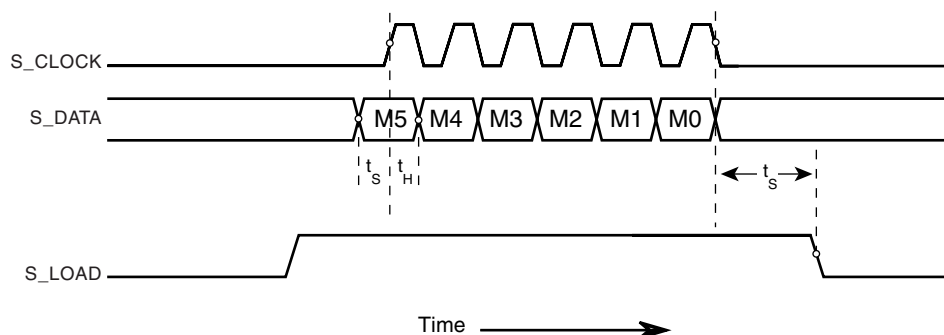 S_CLOCK
S_DATA
M5 M4 M3 M2 M1 M0
tS tH
tS
S_LOAD
Time